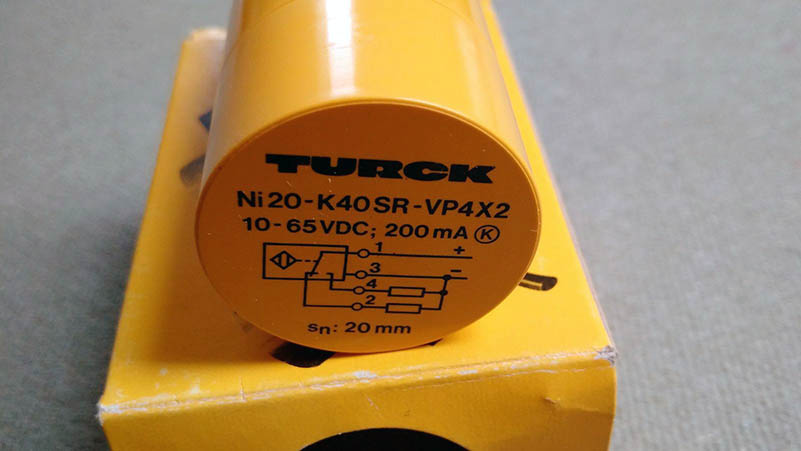 TURCK
Ni20-K40SR-VP4X2
10-65VDC; 200mA K
1 +
3 -
4
2
sn: 20mm